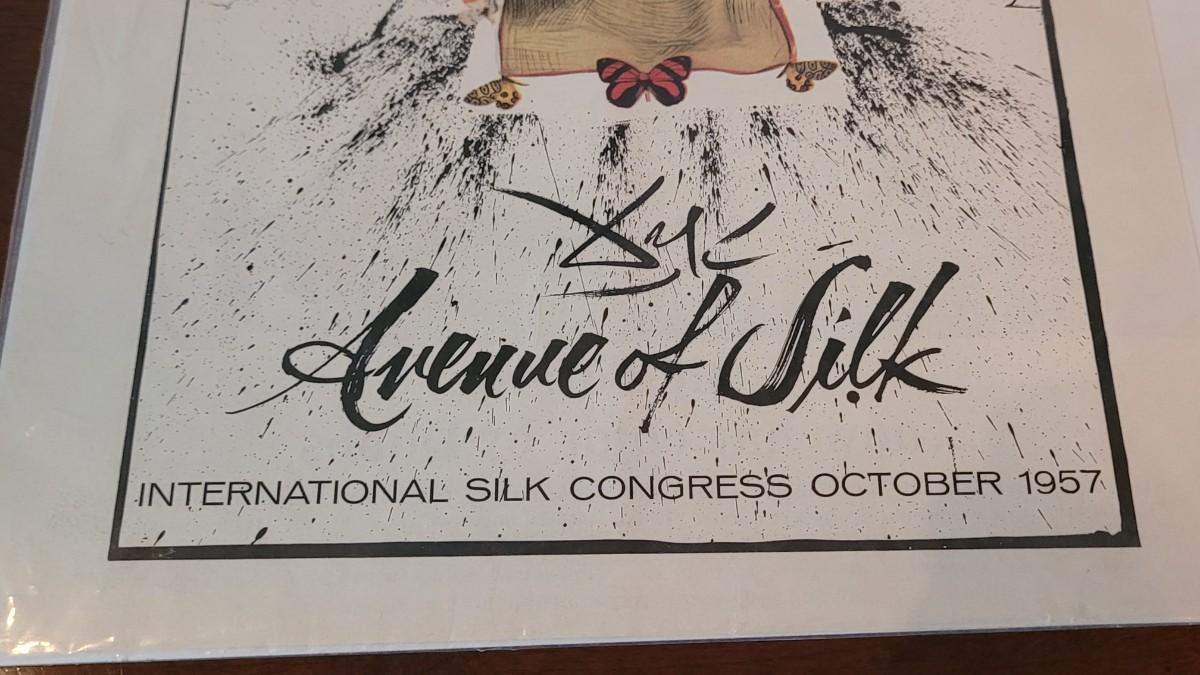 Avenue of Silk
INTERNATIONAL SILK CONGRESS OCTOBER 1957